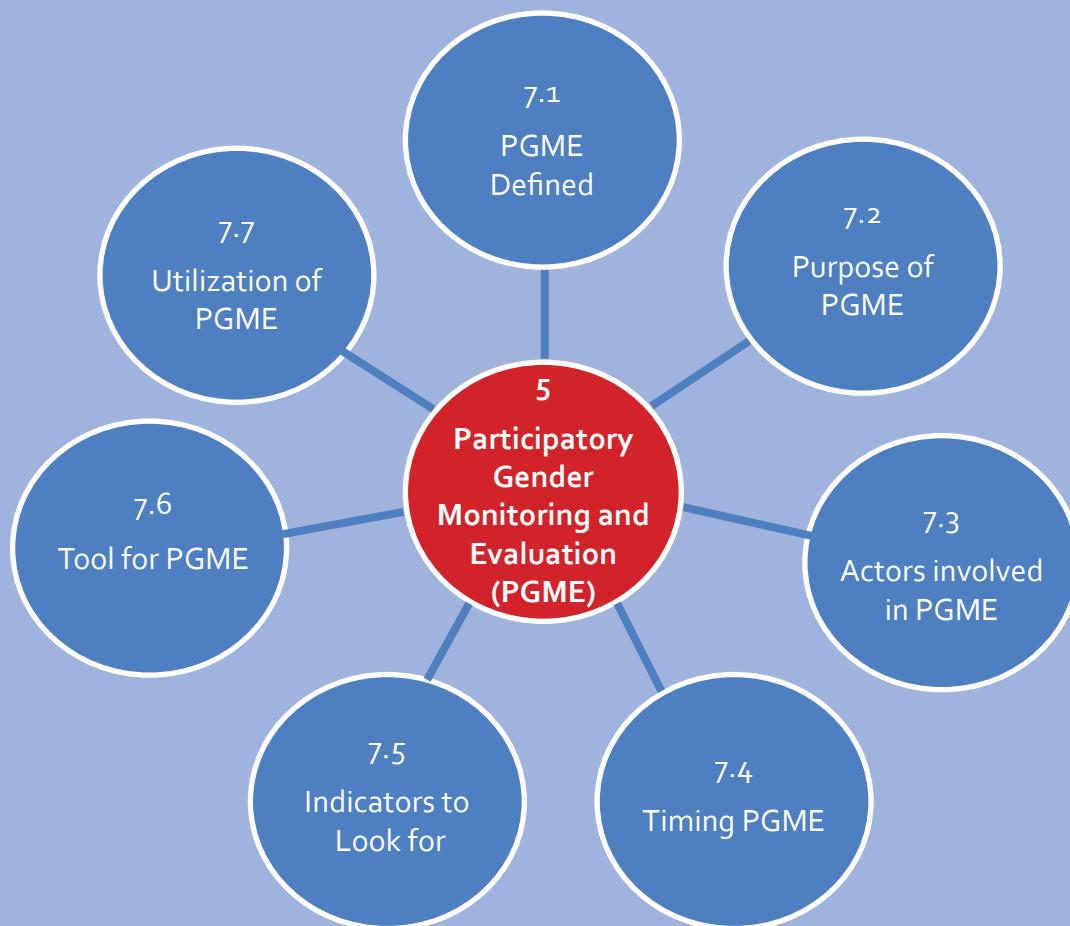 7.1
PGME
Defined
7.2
Purpose of
PGME
7.3
Actors involved
in PGME
7.4
Timing PGME
7.5
Indicators to
Look for
7.6
Tool for PGME
7.7
Utilization of
PGME
5
Participatory
Gender
Monitoring and
Evaluation
(PGME)